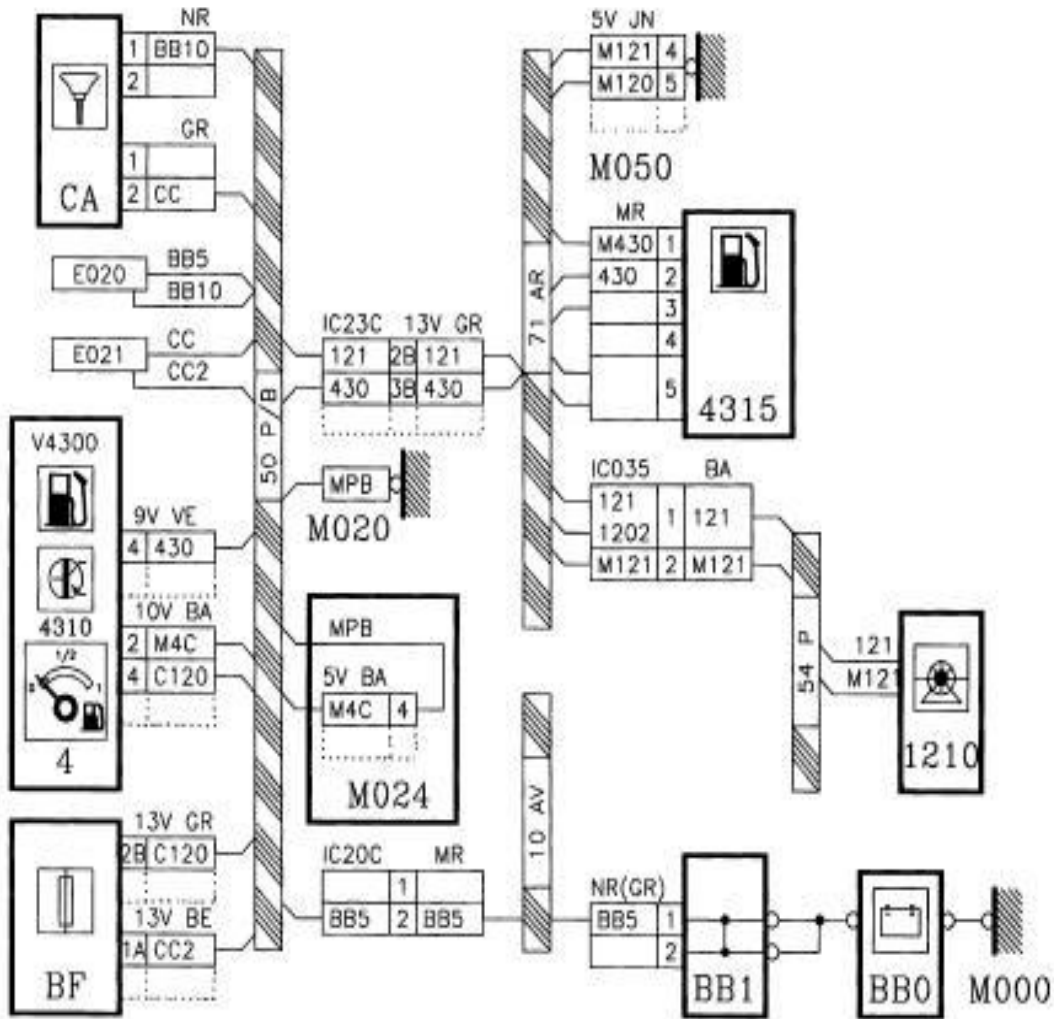 NR
1 BB10
2
GR
1
2 CC
CA
E020 BB5
BB10
E021 CC
CC2
V4300
9V VE
4 430
4310
10V BA
2 M4C
4 C120
1/2
1
4
13V GR
2B C120
13V BE
1A CC2
BF
50 P/B
IC23C 13V GR
121 2B 121
430 3B 430
MPB
M020
MPB
5V BA
M4C 4
M024
IC20C MR
1
BB5 2 BB5
5V JN
M121 4
M120 5
M050
71 AR
MR
M430 1
430 2
3
4
5
4315
IC035 BA
121
1202 1 121
M121 2 M121
54 P
121
M121
1210
10 AV
NR(GR)
BB5 1
2
BB1
BB0
M000